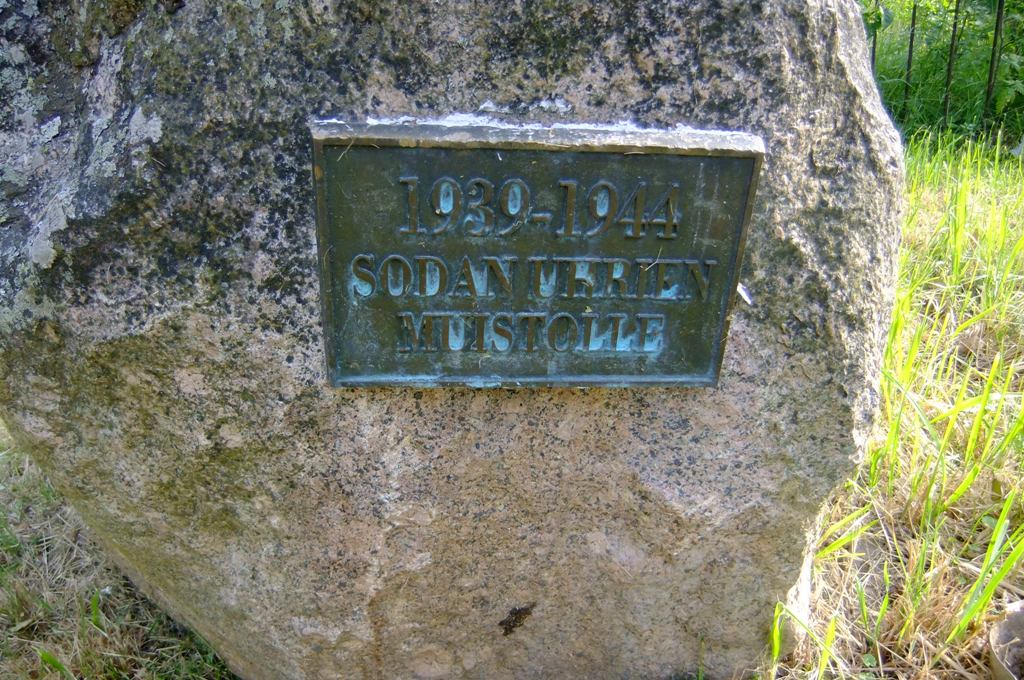 1939-1944
SODAN UHRIEN
MUISTOLLE